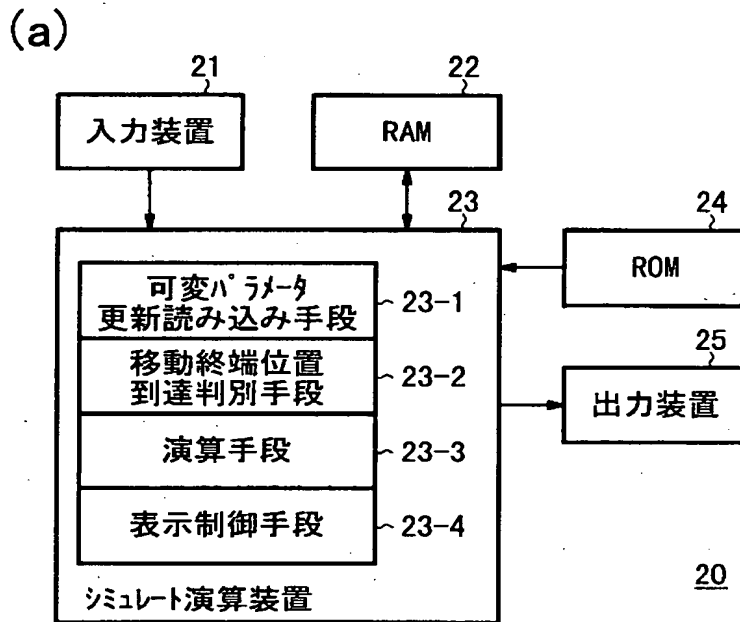 (a)
21
入力装置
22
RAM
23
24
ROM
25
出力装置
可変パラメータ
更新読み込み手段
23-1
移動終端位置
到達判別手段
23-2
演算手段
23-3
表示制御手段
23-4
シミュレート演算装置
20